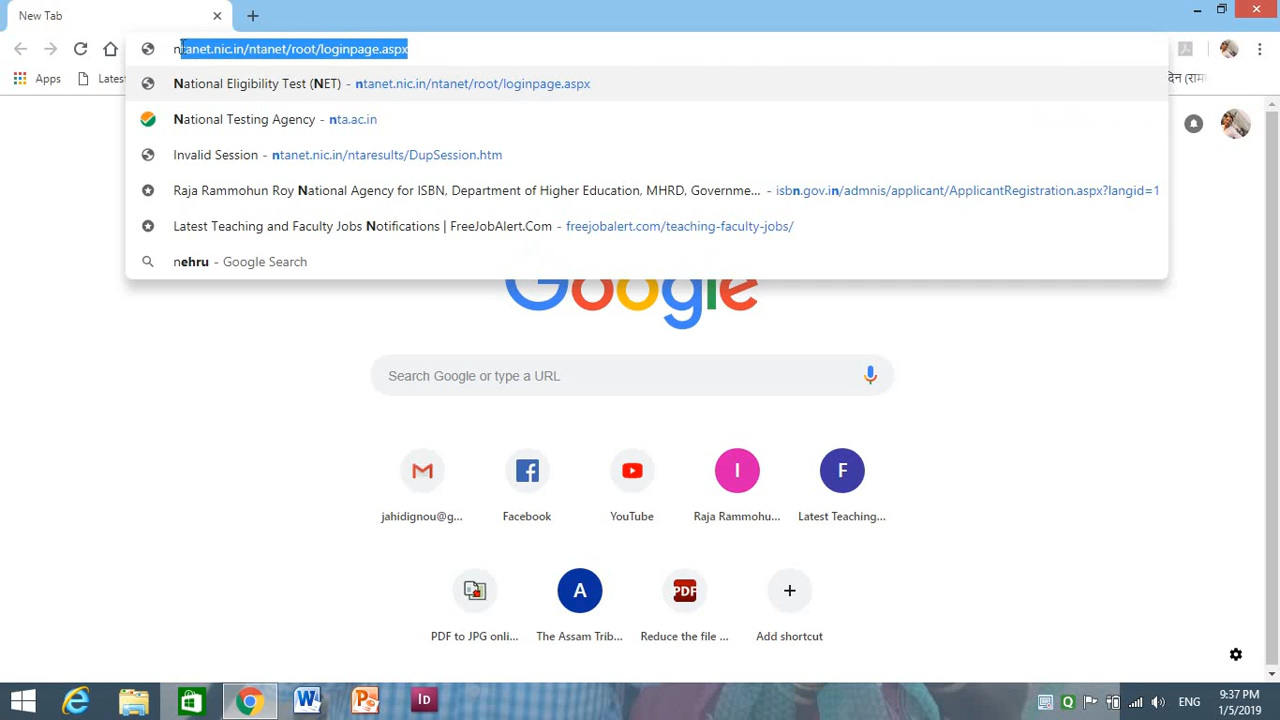 New Tab
ntanet.nic.in/ntanet/root/loginpage.aspx
Apps
Latest
National Eligibility Test (NET) - ntanet.nic.in/ntanet/root/loginpage.aspx
National Testing Agency - nta.ac.in
Invalid Session - ntanet.nic.in/ntaresults/DupSession.htm
Raja Rammohun Roy National Agency for ISBN, Department of Higher Education, MHRD, Governme... - isbn.gov.in/admnis/applicant/ApplicantRegistration.aspx?langid=1
Latest Teaching and Faculty Jobs Notifications | FreeJobAlert.Com - freejobalert.com/teaching-faculty-jobs/
nehru - Google Search
Google
Search Google or type a URL
I
F
jahidignou@g...
Facebook
YouTube
Raja Rammohu...
Latest Teaching...
A
PDF
PDF to JPG onli...
The Assam Trib...
Reduce the file ...
Add shortcut
Id
ENG
9:37 PM
1/5/2019